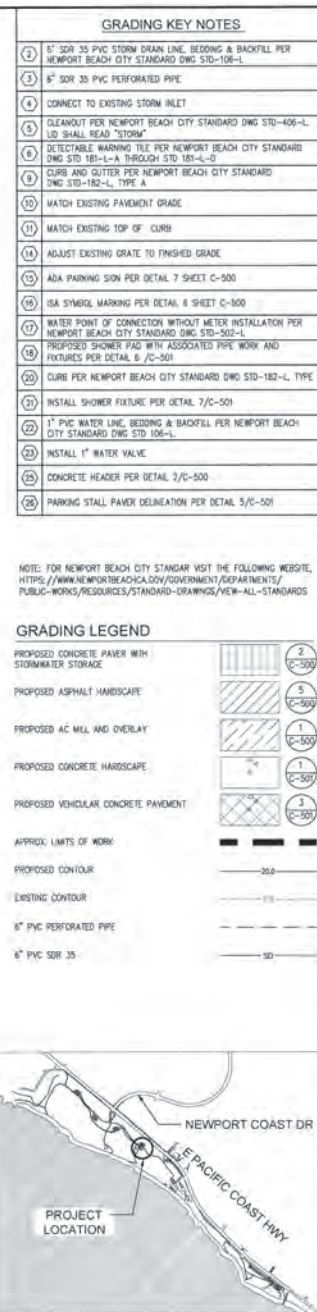 GRADING KEY NOTES
2 6" SDR 35 PVC STORM DRAIN LINE, BEDDING & BACKFILL PER
NEWPORT BEACH CITY STANDARD DWG STD-106-L
3 6" SDR 35 PVC PERFORATED PIPE
4 CONNECT TO EXISTING STORM INLET
5 CLEANOUT PER NEWPORT BEACH CITY STANDARD DWG STD-406-L.
LID SHALL READ "STORM"
6 DETECTABLE WARNING TILE PER NEWPORT BEACH CITY STANDARD
DWG STD 181-L-A THROUGH STD 181-L-D
9 CURB AND GUTTER PER NEWPORT BEACH CITY STANDARD
DWG STD-182-L, TYPE A
10 MATCH EXISTING PAVEMENT GRADE
11 MATCH EXISTING TOP OF CURB
14 ADJUST EXISTING GRATE TO FINISHED GRADE
15 ADA PARKING SIGN PER DETAIL 7 SHEET C-500
16 ISA SYMBOL MARKING PER DETAIL 6 SHEET C-500
17 WATER POINT OF CONNECTION WITHOUT METER INSTALLATION PER
NEWPORT BEACH CITY STANDARD DWG STD-502-L
18 PROPOSED SHOWER PAD WITH ASSOCIATED PIPE WORK AND
FIXTURES PER DETAIL 6 /C-501
20 CURB PER NEWPORT BEACH CITY STANDARD DWG STD-182-L, TYPE
21 INSTALL SHOWER FIXTURE PER DETAIL 7/C-501
22 1" PVC WATER LINE, BEDDING & BACKFILL PER NEWPORT BEACH
CITY STANDARD DWG STD 106-L
23 INSTALL 1" WATER VALVE
25 CONCRETE HEADER PER DETAIL 2/C-500
26 PARKING STALL PAVER DELINEATION PER DETAIL 5/C-501
NOTE: FOR NEWPORT BEACH CITY STANDAR VISIT THE FOLLOWING WEBSITE,
HTTPS://WWW.NEWPORTBEACHCA.GOV/GOVERNMENT/DEPARTMENTS/
PUBLIC-WORKS/RESOURCES/STANDARD-DRAWINGS/VIEW-ALL-STANDARDS
GRADING LEGEND
PROPOSED CONCRETE PAVER WITH
STORMWATER STORAGE
2
C-500
PROPOSED ASPHALT HARDSCAPE
5
C-500
PROPOSED AC MILL AND OVERLAY
1
C-500
PROPOSED CONCRETE HARDSCAPE
1
C-501
PROPOSED VEHICULAR CONCRETE PAVEMENT
3
C-501
APPROX. LIMITS OF WORK
PROPOSED CONTOUR
20.0
EXISTING CONTOUR
6" PVC PERFORATED PIPE
6" PVC SDR 35
SD
NEWPORT COAST DR
E PACIFIC COAST HWY
PROJECT
LOCATION